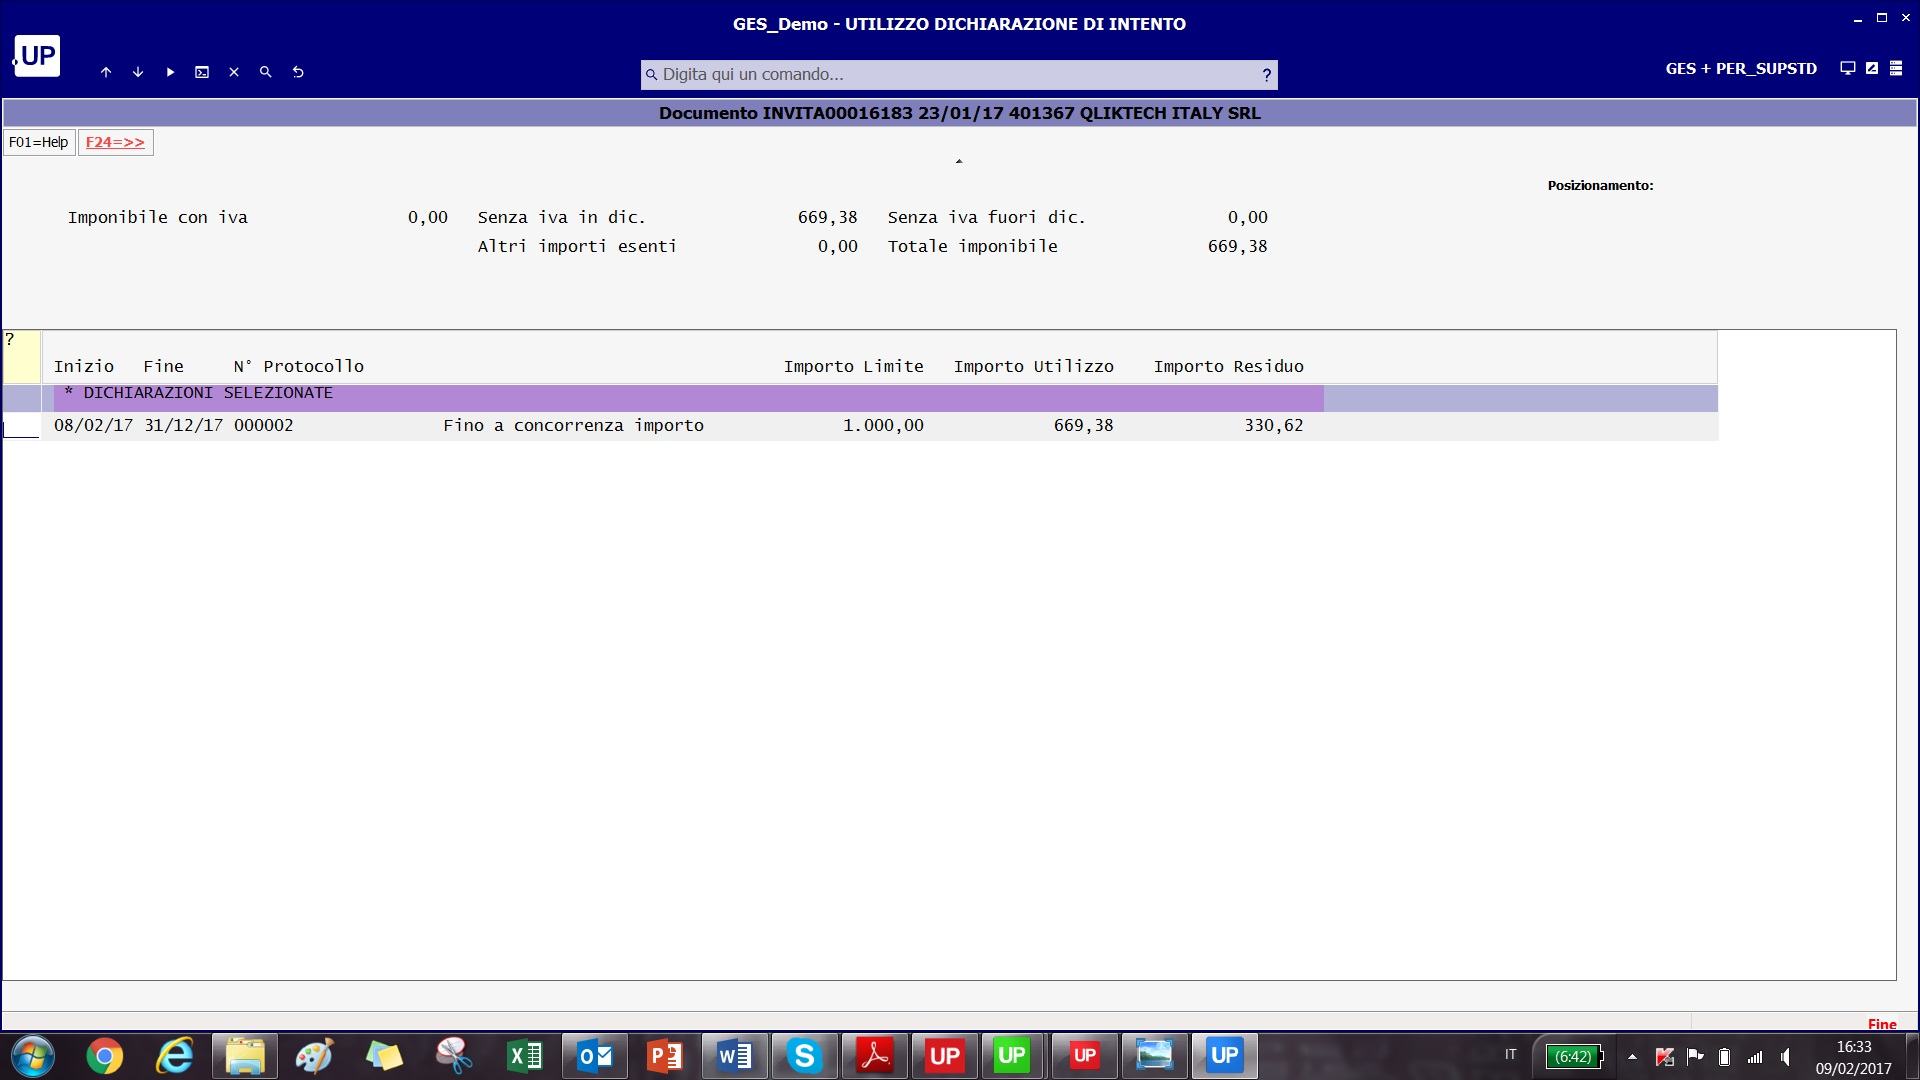 GES_Demo - UTILIZZO DICHIARAZIONE DI INTENTO
UP
Digita qui un comando... ?
GES + PER_SUPSTD
Documento INVITA00016183 23/01/17 401367 QLIKTECH ITALY SRL
F01=Help F24=>>
Posizionamento:
Imponibile con iva 0,00 Senza iva in dic. 669,38 Senza iva fuori dic. 0,00
Altri importi esenti 0,00 Totale imponibile 669,38
?
Inizio Fine N° Protocollo Importo Limite Importo Utilizzo Importo Residuo
* DICHIARAZIONI SELEZIONATE
08/02/17 31/12/17 000002 Fino a concorrenza importo 1.000,00 669,38 330,62
Fine
UP UP UP UP
IT (6:42) 16:33
09/02/2017